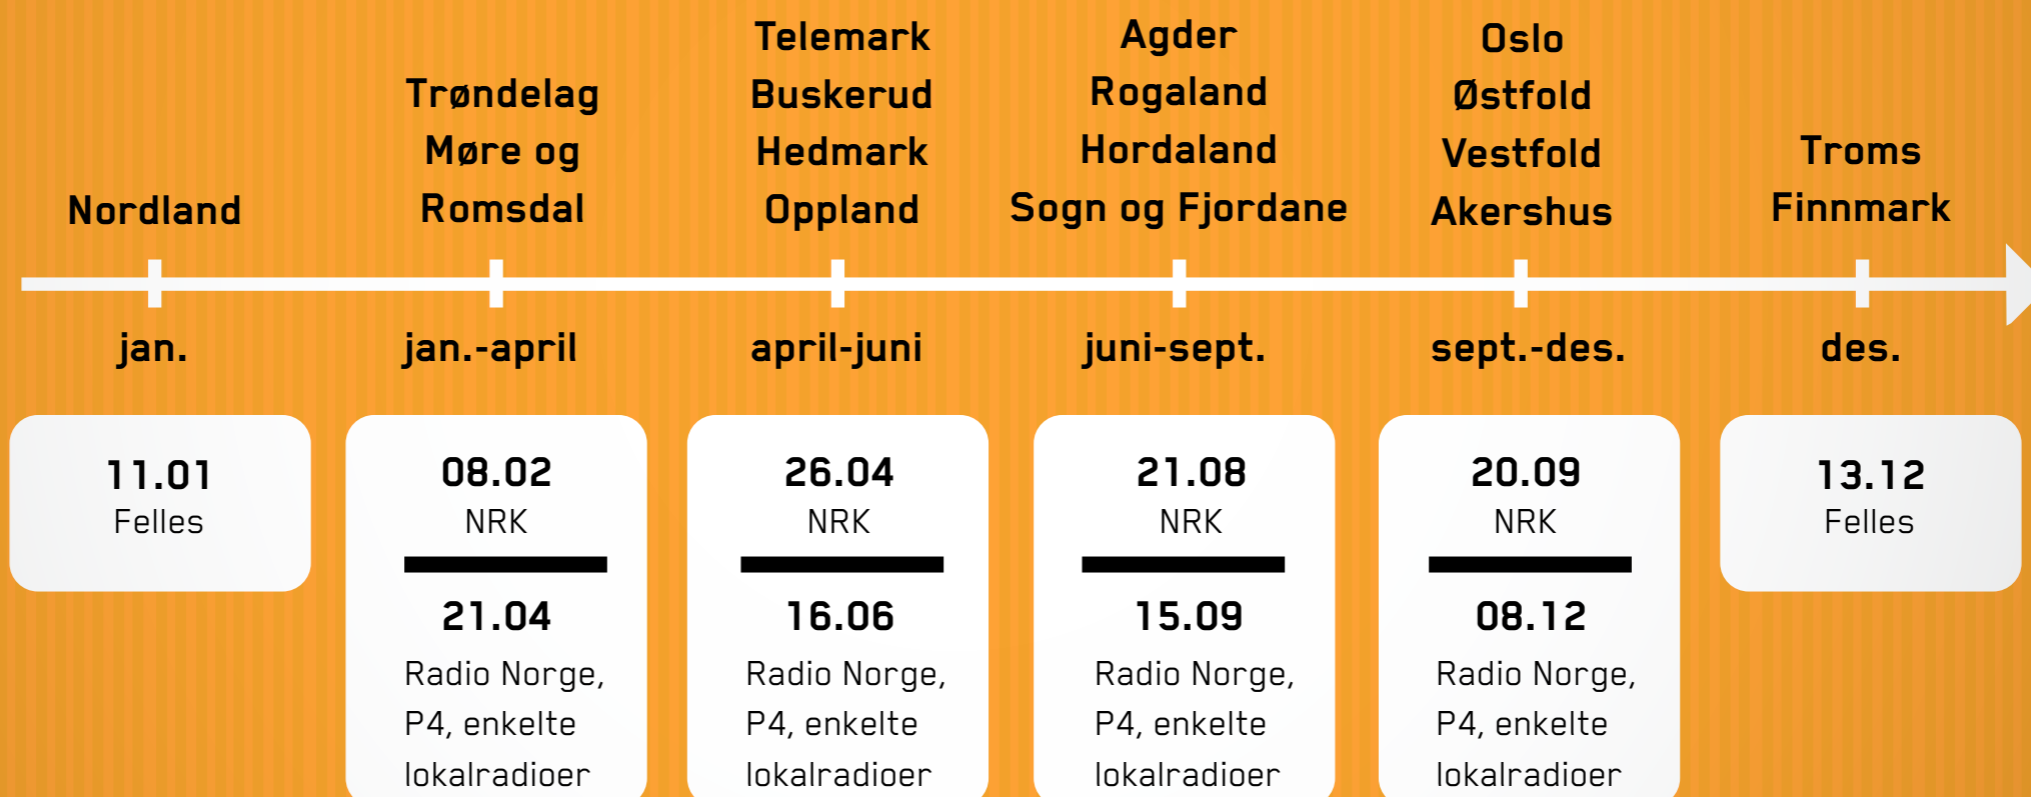 Nordland
Trøndelag
Møre og
Romsdal
Telemark
Buskerud
Hedmark
Oppland
Agder
Rogaland
Hordaland
Sogn og Fjordane
Oslo
Østfold
Vestfold
Akershus
Troms
Finnmark
jan.
jan.-april
april-juni
juni-sept.
sept.-des.
des.
11.01
Felles
08.02
NRK
21.04
Radio Norge,
P4, enkelte
lokalradioer
26.04
NRK
16.06
Radio Norge,
P4, enkelte
lokalradioer
21.08
NRK
15.09
Radio Norge,
P4, enkelte
lokalradioer
20.09
NRK
08.12
Radio Norge,
P4, enkelte
lokalradioer
13.12
Felles